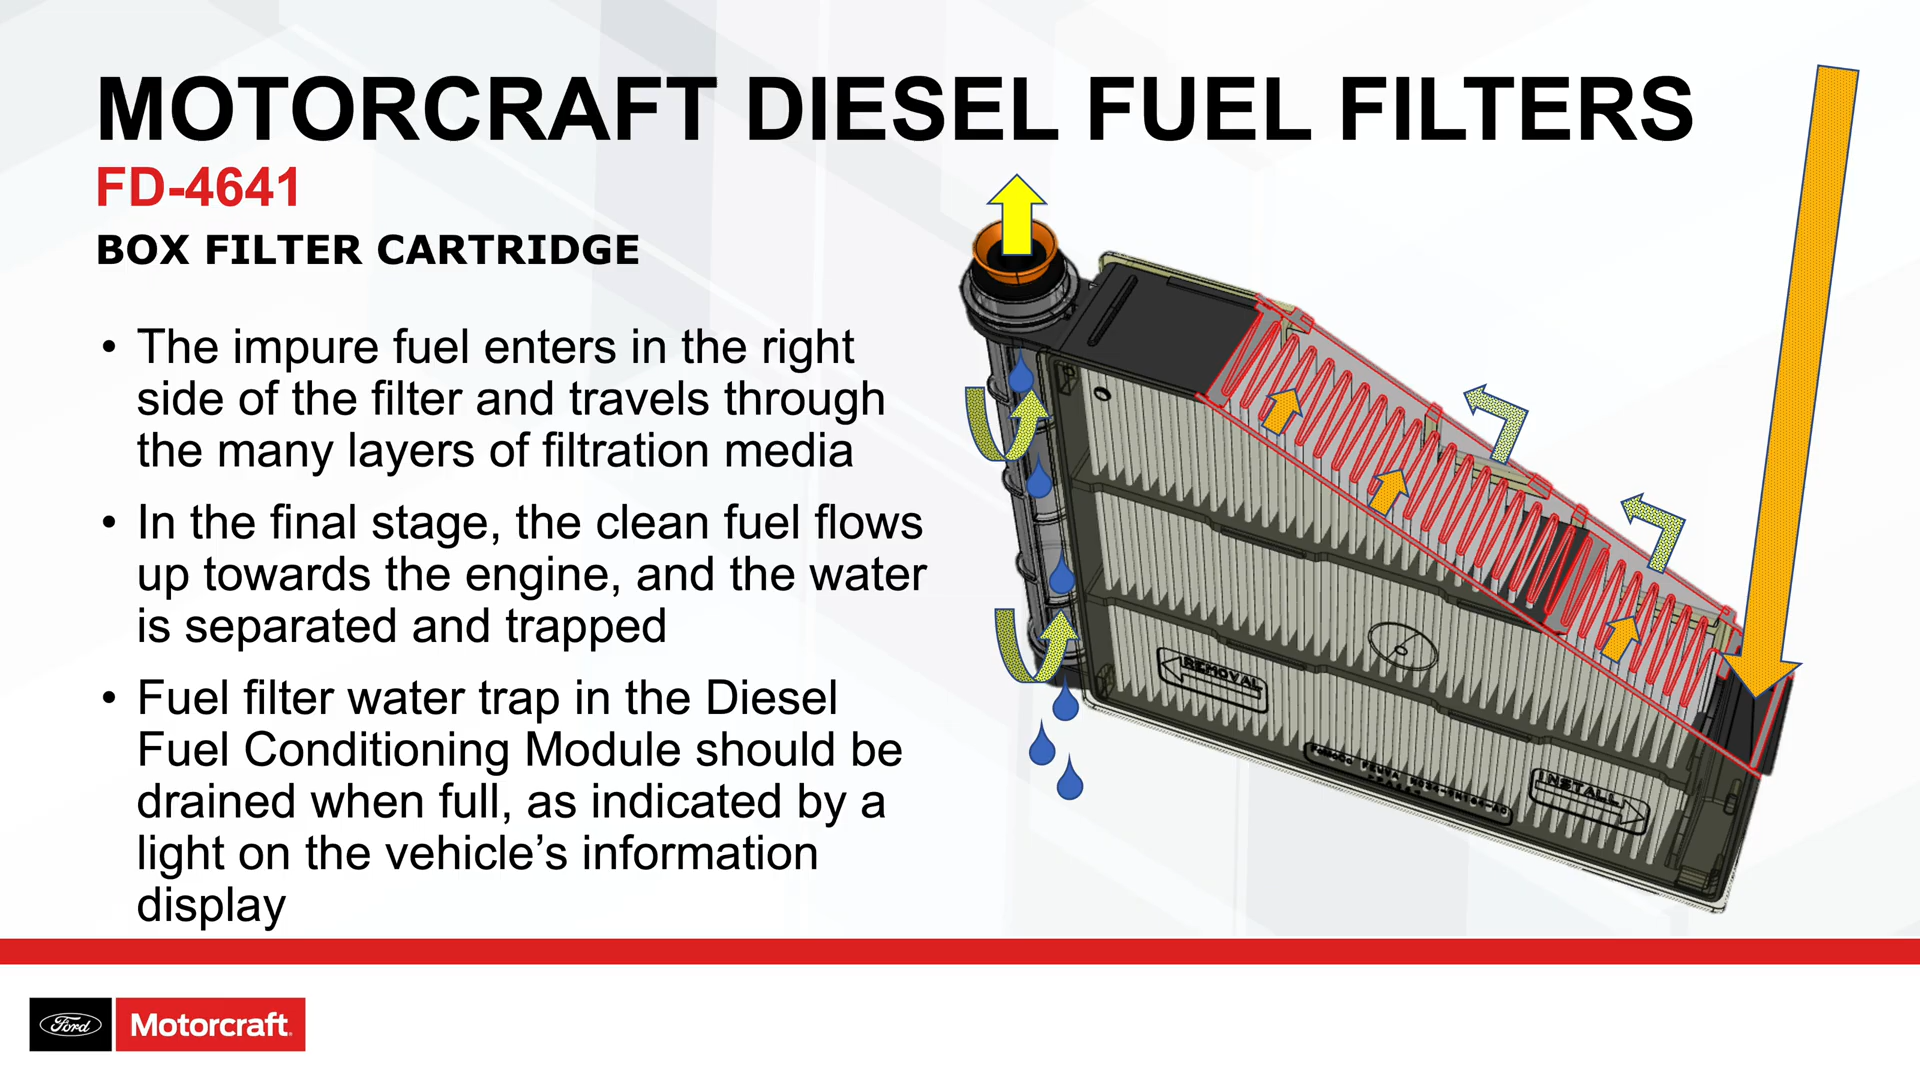 MOTORCRAFT DIESEL FUEL FILTERS
FD-4641
BOX FILTER CARTRIDGE
• The impure fuel enters in the right
side of the filter and travels through
the many layers of filtration media
• In the final stage, the clean fuel flows
up towards the engine, and the water
is separated and trapped
• Fuel filter water trap in the Diesel
Fuel Conditioning Module should be
drained when full, as indicated by a
light on the vehicle’s information
display
REMOVAL
INSTALL
Ford
Motorcraft